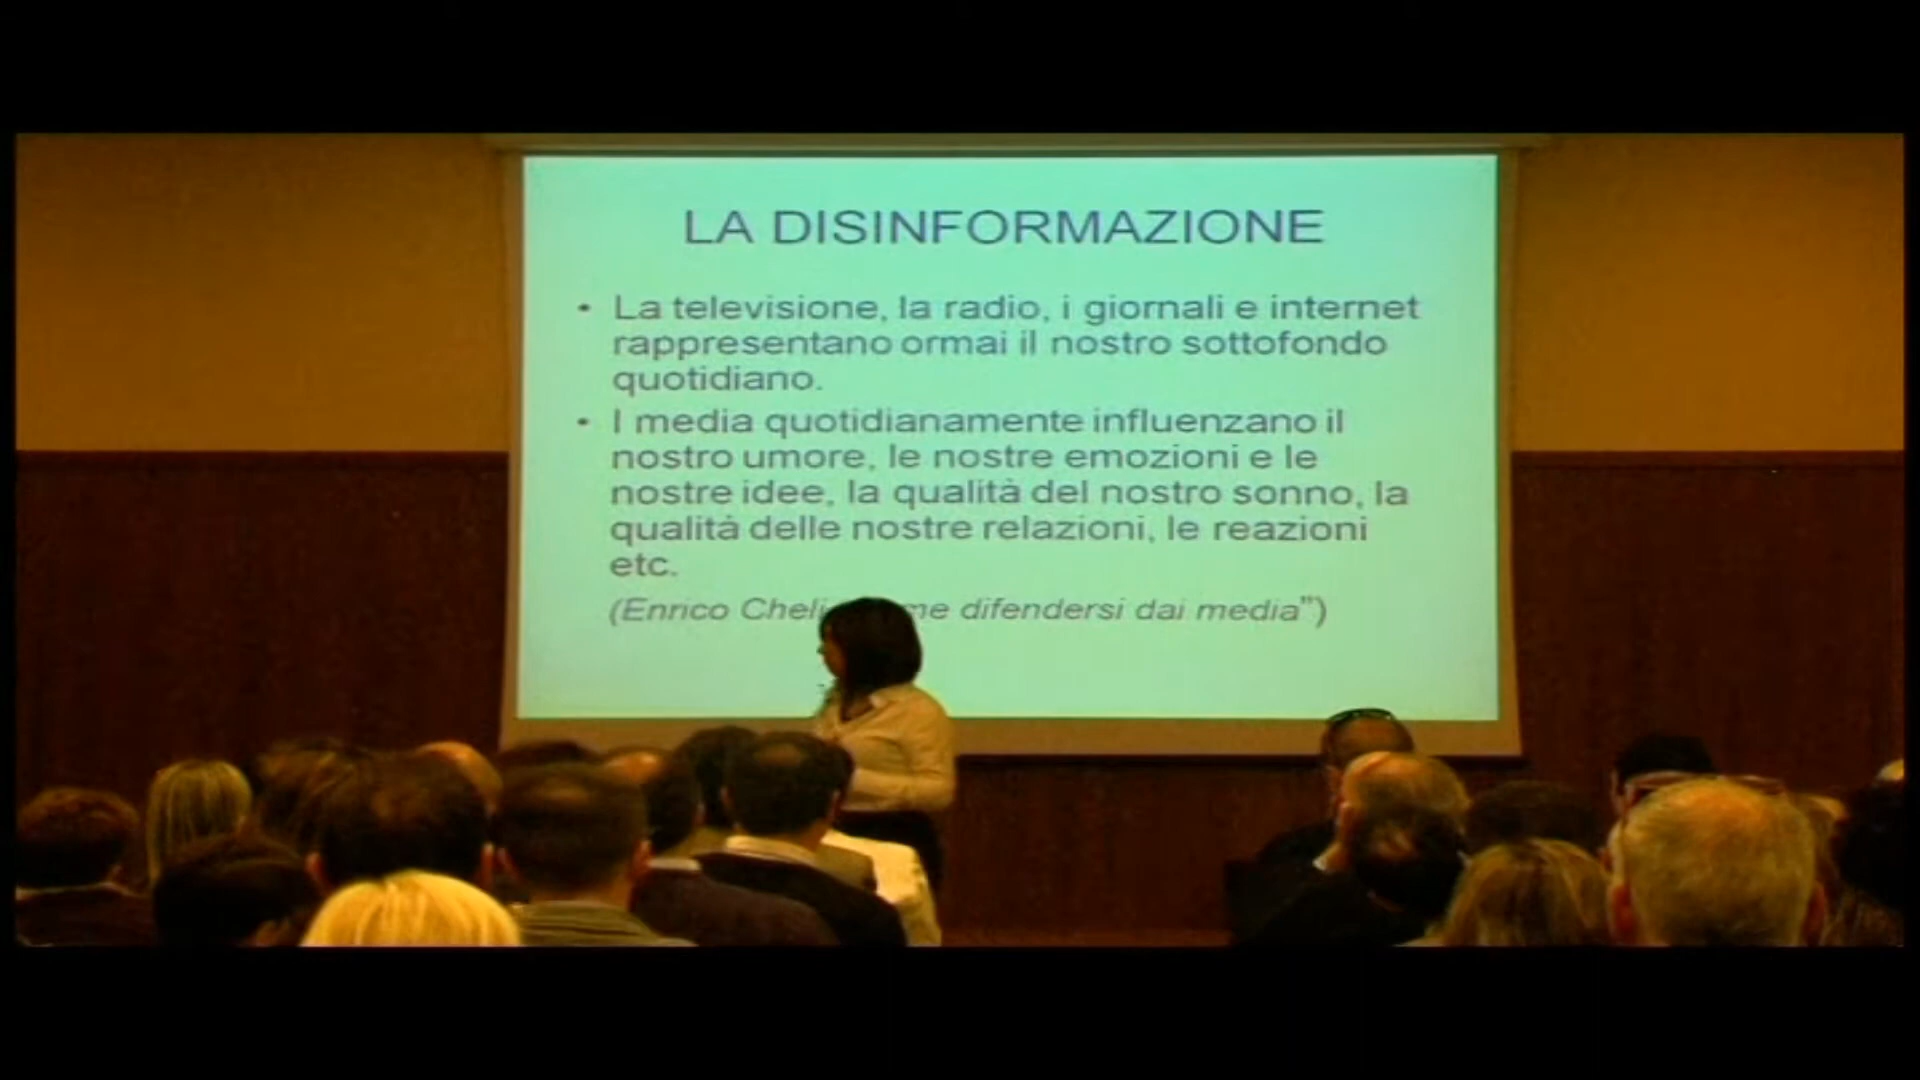 LA DISINFORMAZIONE
• La televisione, la radio, i giornali e internet
rappresentano ormai il nostro sottofondo
quotidiano.
• I media quotidianamente influenzano il
nostro umore, le nostre emozioni e le
nostre idee, la qualità del nostro sonno, la
qualità delle nostre relazioni, le reazioni
etc.
(Enrico difendersi dai media")